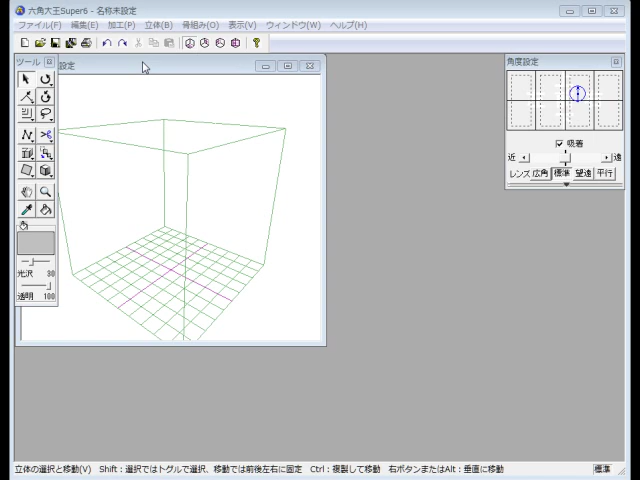 六角大王Super6 - 名称未設定
ファイル(F) 編集(E) 加工(P) 立体(B) 骨組み(O) 表示(V) ウィンドウ(W) ヘルプ(H)
ツール
設定
角度設定
吸着
近 遠
レンズ 広角 標準 望遠 平行
光沢 30
透明 100
立体の選択と移動(V) Shift：選択ではトグルで選択、移動では前後左右に固定 Ctrl：複製して移動 右ボタンまたはAlt：垂直に移動 標準